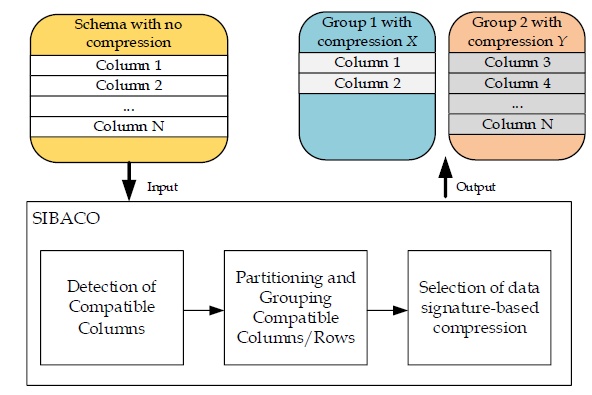 Schema with no
compression
Column 1
Column 2
...
Column N
Group 1 with
compression X
Column 1
Column 2
Group 2 with
compression Y
Column 3
Column 4
...
Column N
Input
Output
SIBACO
Detection of
Compatible
Columns
Partitioning and
Grouping
Compatible
Columns/Rows
Selection of data
signature-based
compression